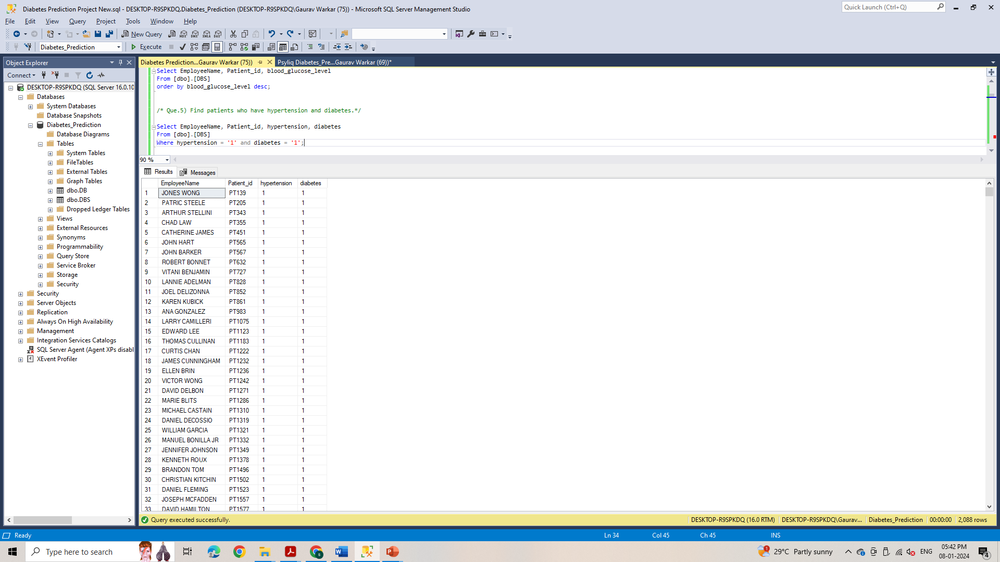 Diabetes Prediction Project New.sql - DESKTOP-R9SPKDQ.Diabetes_Prediction (DESKTOP-R9SPKDQ\Gaurav Warkar (75)) - Microsoft SQL Server Management Studio
Quick Launch (Ctrl+Q)
File Edit View Query Project Tools Window Help
New Query
MDX DMX XMLA DAX
Diabetes_Prediction
Execute
Object Explorer
Connect
DESKTOP-R9SPKDQ (SQL Server 16.0.10
Databases
System Databases
Database Snapshots
Diabetes_Prediction
Database Diagrams
Tables
System Tables
FileTables
External Tables
Graph Tables
dbo.DB
dbo.DBS
Dropped Ledger Tables
Views
External Resources
Synonyms
Programmability
Query Store
Service Broker
Storage
Security
Security
Server Objects
Replication
Always On High Availability
Management
Integration Services Catalogs
SQL Server Agent (Agent XPs disabl
XEvent Profiler
Diabetes Prediction...Gaurav Warkar (75))
Psyliq Diabetes_Pre...Gaurav Warkar (69))*
Select EmployeeName, Patient_id, blood_glucose_level
From [dbo].[DBS]
order by blood_glucose_level desc;
/* Que.5) Find patients who have hypertension and diabetes.*/
Select EmployeeName, Patient_id, hypertension, diabetes
From [dbo].[DBS]
Where hypertension = '1' and diabetes = '1';
90 %
Results Messages
EmployeeName Patient_id hypertension diabetes
1 JONES WONG PT139 1 1
2 PATRIC STEELE PT205 1 1
3 ARTHUR STELLINI PT343 1 1
4 CHAD LAW PT355 1 1
5 CATHERINE JAMES PT451 1 1
6 JOHN HART PT565 1 1
7 JOHN BARKER PT567 1 1
8 ROBERT BONNET PT632 1 1
9 VITANI BENJAMIN PT727 1 1
10 LANNIE ADELMAN PT828 1 1
11 JOEL DELIZONNA PT852 1 1
12 KAREN KUBICK PT861 1 1
13 ANA GONZALEZ PT983 1 1
14 LARRY CAMILLERI PT1075 1 1
15 EDWARD LEE PT1123 1 1
16 THOMAS CULLINAN PT1183 1 1
17 CURTIS CHAN PT1222 1 1
18 JAMES CUNNINGHAM PT1232 1 1
19 ELLEN BRIN PT1236 1 1
20 VICTOR WONG PT1242 1 1
21 DAVID DELBON PT1271 1 1
22 MARIE BLITS PT1286 1 1
23 MICHAEL CASTAIN PT1310 1 1
24 DANIEL DECOSSIO PT1319 1 1
25 WILLIAM GARCIA PT1321 1 1
26 MANUEL BONILLA JR PT1332 1 1
27 JENNIFER JOHNSON PT1349 1 1
28 KENNETH ROUX PT1378 1 1
29 BRANDON TOM PT1496 1 1
30 CHRISTIAN KITCHIN PT1502 1 1
31 DANIEL FLEMING PT1523 1 1
32 JOSEPH MCFADDEN PT1557 1 1
33 DAVID HAMILTON PT1577 1 1
Query executed successfully.
DESKTOP-R9SPKDQ (16.0 RTM) DESKTOP-R9SPKDQ\Gaurav... Diabetes_Prediction 00:00:00 2,088 rows
Ready
Ln 34 Col 45 Ch 45 INS
Type here to search
1 29°C Partly sunny
ENG
05:42 PM
08-01-2024
4